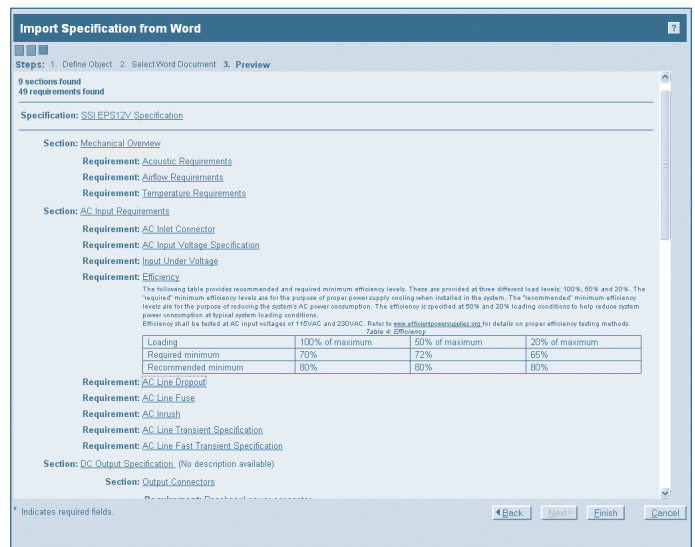 Import Specification from Word
?
Steps: 1. Define Object 2. Select Word Document 3. Preview
9 sections found
49 requirements found
Specification: SSI EPS12V Specification
Section: Mechanical Overview
Requirement: Acoustic Requirements
Requirement: Airflow Requirements
Requirement: Temperature Requirements
Section: AC Input Requirements
Requirement: AC Inlet Connector
Requirement: AC Input Voltage Specification
Requirement: Input Under Voltage
Requirement: Efficiency
The following table provides recommended and required minimum efficiency levels. These are provided at three different load levels; 100%, 50% and 20%. The
"required" minimum efficiency levels are for the purpose of proper power supply cooling when installed in the system. The "recommended" minimum efficiency
levels are for the purpose of reducing the system's AC power consumption. The efficiency is specified at 50% and 20% loading conditions to help reduce system
power consumption at typical system loading conditions.
Efficiency shall be tested at AC input voltages of 115VAC and 230VAC. Refer to www.efficientpowersupplies.org for details on proper efficiency testing methods.
Table 4: Efficiency
Loading 100% of maximum 50% of maximum 20% of maximum
Required minimum 70% 72% 65%
Recommended minimum 80% 80% 80%
Requirement: AC Line Dropout
Requirement: AC Line Fuse
Requirement: AC Inrush
Requirement: AC Line Transient Specification
Requirement: AC Line Fast Transient Specification
Section: DC Output Specification (No description available)
Section: Output Connectors
Requirement: Baseboard power connector
* Indicates required fields.
Back Next Finish Cancel